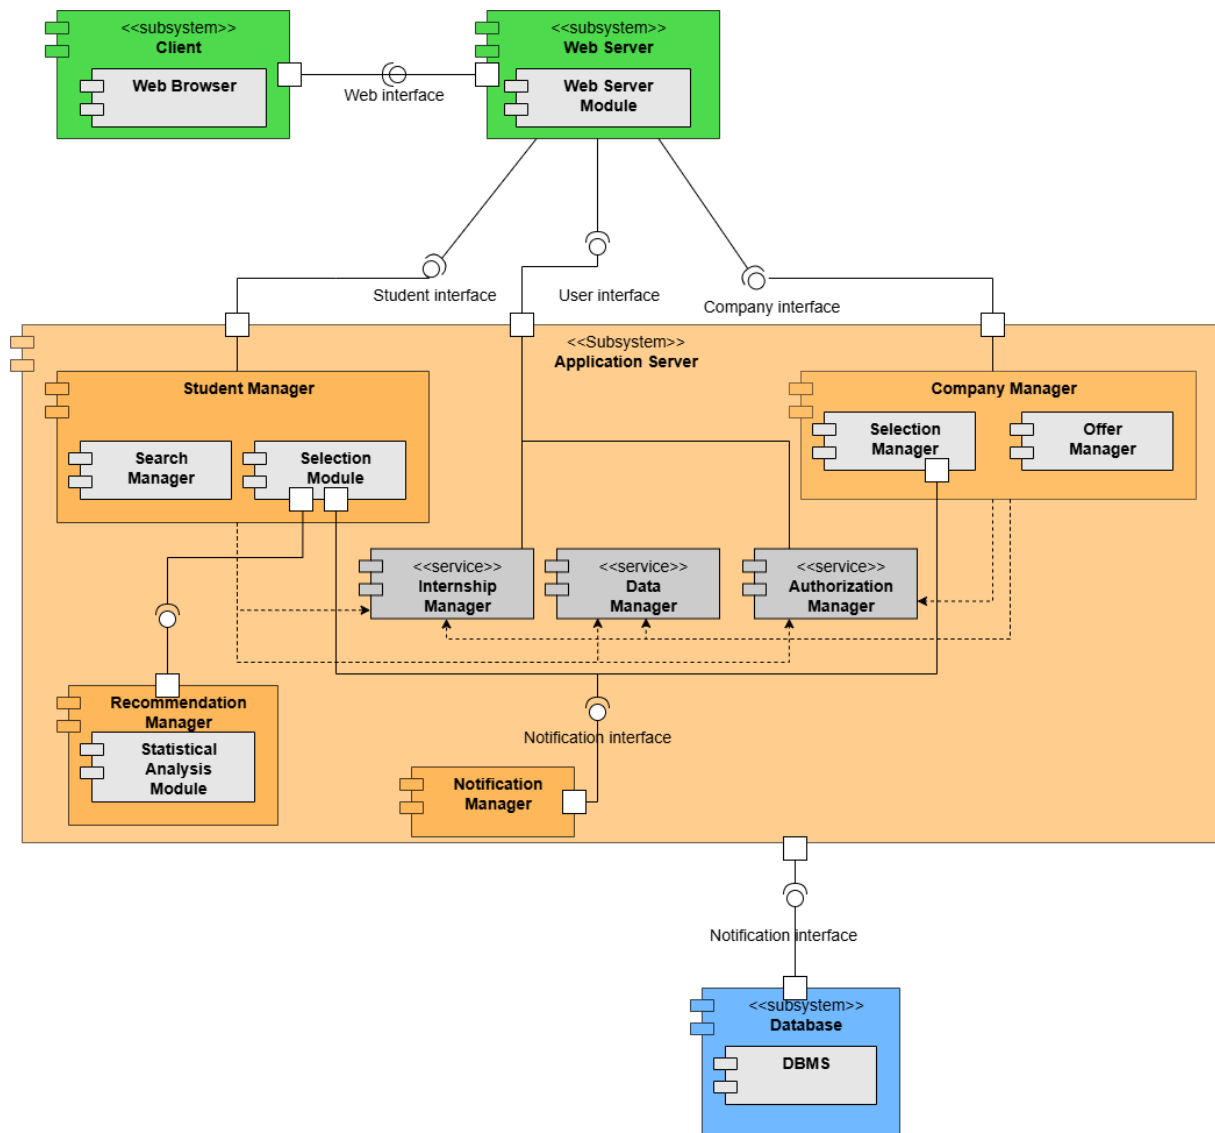 <<subsystem>>
Client
Web Browser
Web interface
<<subsystem>>
Web Server
Web Server
Module
Student interface
User interface
Company interface
<<Subsystem>>
Application Server
Student Manager
Search
Manager
Selection
Module
Company Manager
Selection
Manager
Offer
Manager
<<service>>
Internship
Manager
<<service>>
Data
Manager
<<service>>
Authorization
Manager
Recommendation
Manager
Statistical
Analysis
Module
Notification interface
Notification
Manager
Notification interface
<<subsystem>>
Database
DBMS